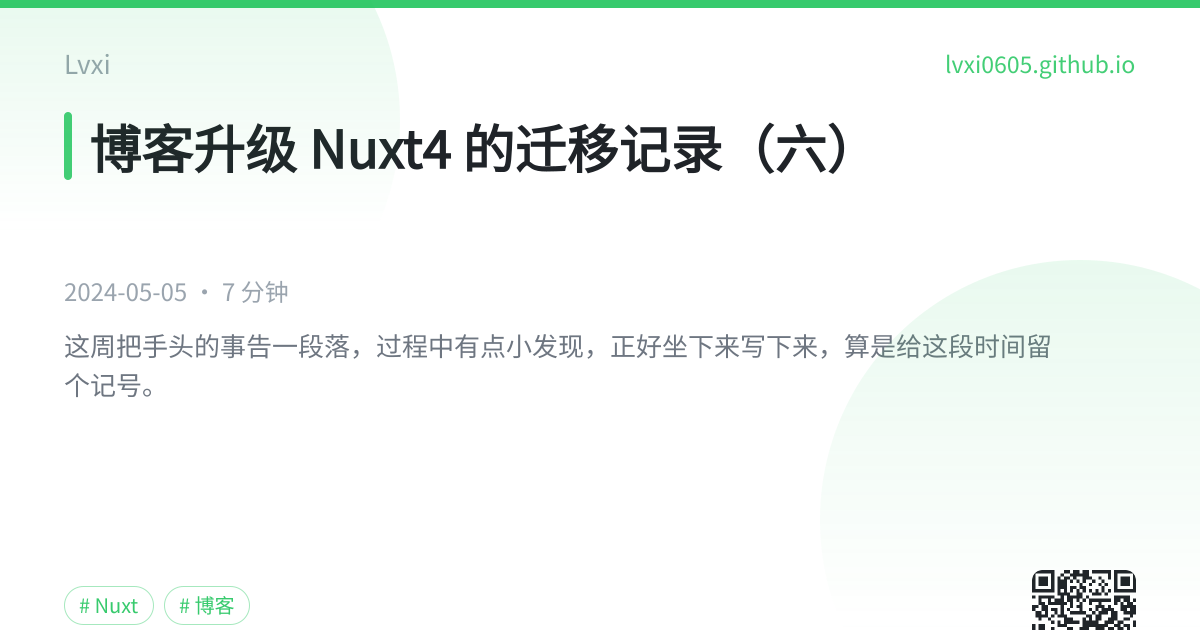 Lvxi
lvxi0605.github.io
博客升级 Nuxt4 的迁移记录（六）
2024-05-05 · 7 分钟
这周把手头的事告一段落，过程中有点小发现，正好坐下来写下来，算是给这段时间留
个记号。
# Nuxt
# 博客